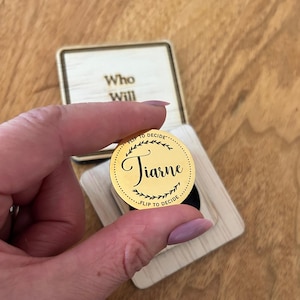 Who
Will
FLIP TO DECIDE
Tiarne
FLIP TO DECIDE